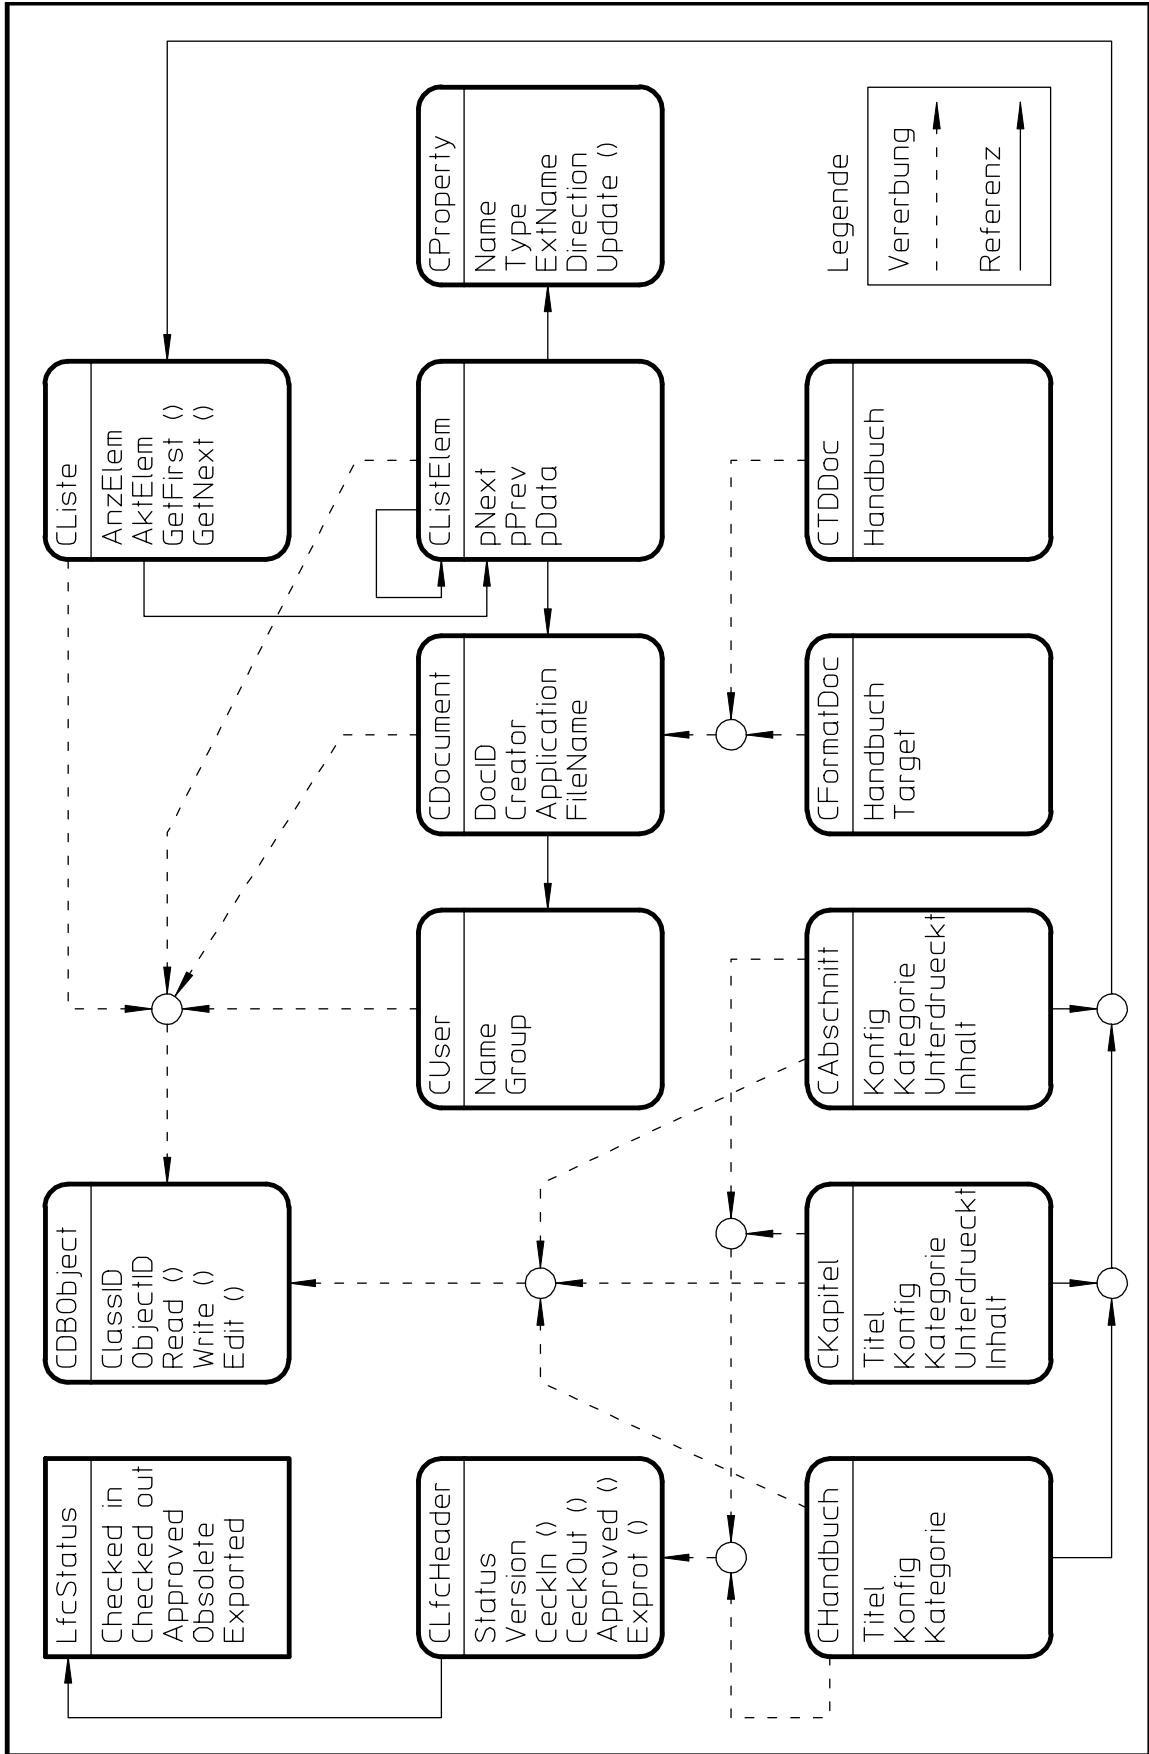 LfcStatus
Checked in
Checked out
Approved
Obsolete
Exported
CDBObject
ClassID
ObjectID
Read ()
Write ()
Edit ()
CListe
AnzElem
AktElem
GetFirst ()
GetNext ()
CLfcHeader
Status
Version
CeckIn ()
CeckOut ()
Approved ()
Exprot ()
CUser
Name
Group
CDocument
DocID
Creator
Application
FileName
CListElem
pNext
pPrev
pData
CProperty
Name
Type
ExtName
Direction
Update ()
CHandbuch
Titel
Konfig
Kategorie
CKapitel
Titel
Konfig
Kategorie
Unterdrueckt
Inhalt
CAbschnitt
Konfig
Kategorie
Unterdrueckt
Inhalt
CFormatDoc
Handbuch
Target
CTDDoc
Handbuch
Legende
Vererbung
Referenz